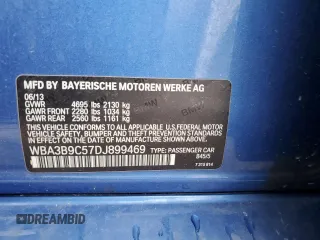 MFD BY BAYERISCHE MOTOREN WERKE AG
06/13
GVWR 4695 lbs 2130 kg
GAWR FRONT 2280 lbs 1034 kg
GAWR REAR 2560 lbs 1161 kg
THIS VEHICLE CONFORMS TO ALL APPLICABLE FEDERAL
MOTOR VEHICLE SAFETY, BUMPER, AND THEFT PREVENTION STANDARDS
IN EFFECT ON THE DATE OF MANUFACTURE SHOWN ABOVE.
WBA3B9C57DJ899469 TYPE: PASSENGER CAR
DREAMBID